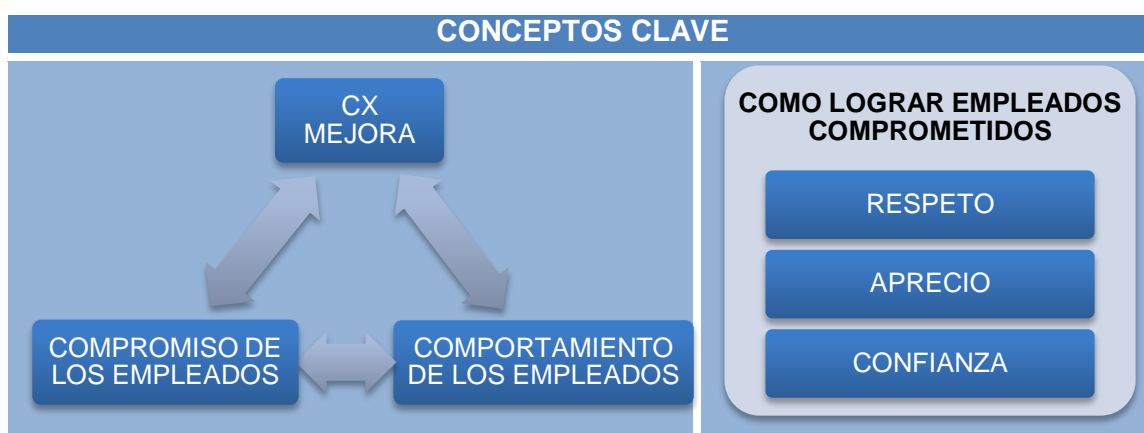 CONCEPTOS CLAVE
CX
MEJORA
COMPROMISO DE
LOS EMPLEADOS
COMPORTAMIENTO
DE LOS EMPLEADOS
COMO LOGRAR EMPLEADOS
COMPROMETIDOS
RESPETO
APRECIO
CONFIANZA